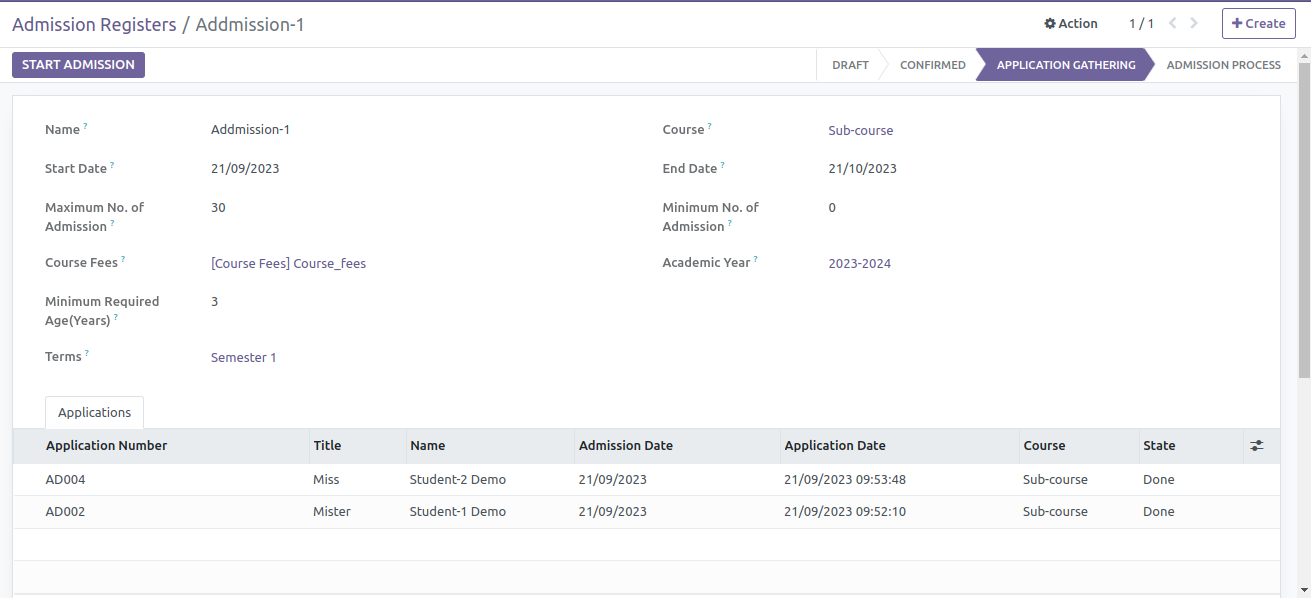 Admission Registers / Addmission-1
Action
1 / 1
Create
START ADMISSION
DRAFT
CONFIRMED
APPLICATION GATHERING
ADMISSION PROCESS
Name ? Addmission-1
Course ? Sub-course
Start Date ? 21/09/2023
End Date ? 21/10/2023
Maximum No. of
Admission ? 30
Minimum No. of
Admission ? 0
Course Fees ? [Course Fees] Course_fees
Academic Year ? 2023-2024
Minimum Required
Age(Years) ? 3
Terms ? Semester 1
Applications
Application Number Title Name Admission Date Application Date Course State
AD004 Miss Student-2 Demo 21/09/2023 21/09/2023 09:53:48 Sub-course Done
AD002 Mister Student-1 Demo 21/09/2023 21/09/2023 09:52:10 Sub-course Done